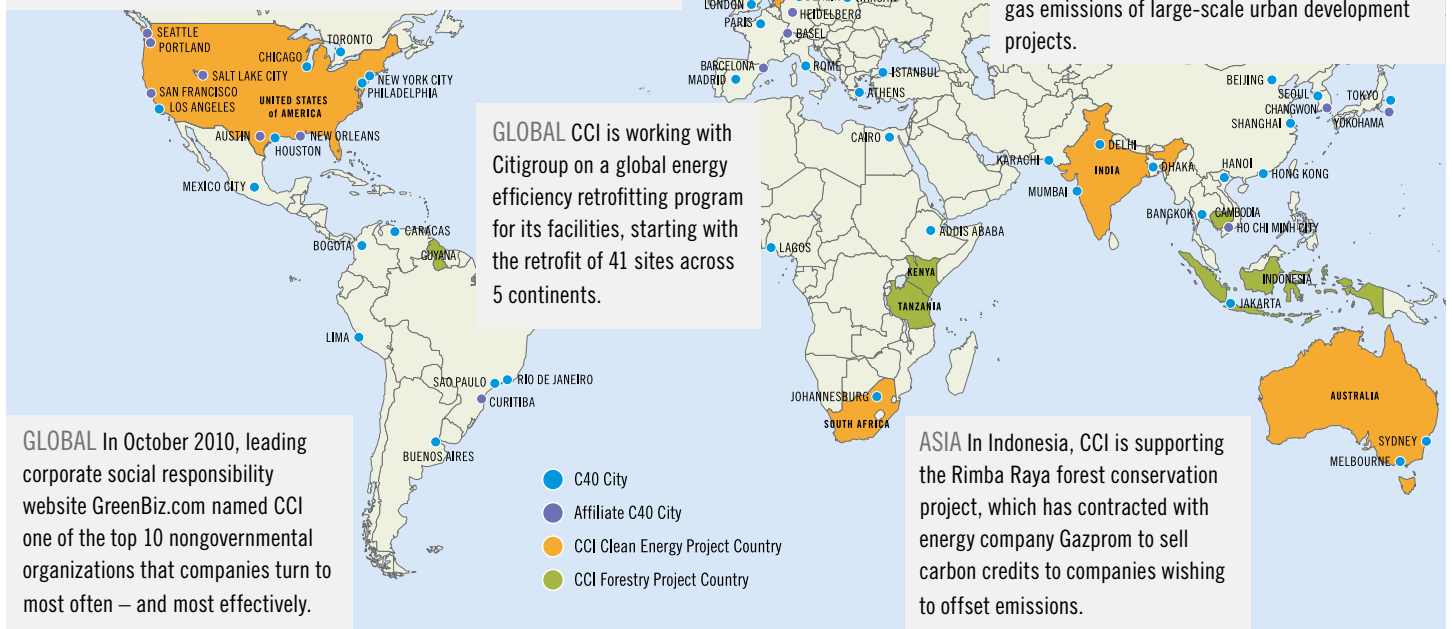 LONDON
HEIDELBERG
PARIS
BASEL
gas emissions of large-scale urban development
projects.
SEATTLE
PORTLAND
TORONTO
CHICAGO
SALT LAKE CITY
NEW YORK CITY
PHILADELPHIA
SAN FRANCISCO
LOS ANGELES
UNITED STATES
of AMERICA
AUSTIN
NEW ORLEANS
HOUSTON
MEXICO CITY
BARCELONA
MADRID
ROME
ISTANBUL
ATHENS
BEIJING
SEOUL
TOKYO
CHANGWON
SHANGHAI
YOKOHAMA
GLOBAL CCI is working with
Citigroup on a global energy
efficiency retrofitting program
for its facilities, starting with
the retrofit of 41 sites across
5 continents.
CAIRO
KARACHI
DELHI
INDIA
DHAKA
HANOI
HONG KONG
MUMBAI
BANGKOK
CAMBODIA
HO CHI MINH CITY
CARACAS
BOGOTA
GUYANA
LAGOS
ADDIS ABABA
KENYA
TANZANIA
INDONESIA
JAKARTA
LIMA
SAO PAULO
RIO DE JANEIRO
CURITIBA
BUENOS AIRES
JOHANNESBURG
SOUTH AFRICA
AUSTRALIA
SYDNEY
MELBOURNE
GLOBAL In October 2010, leading
corporate social responsibility
website GreenBiz.com named CCI
one of the top 10 nongovernmental
organizations that companies turn to
most often – and most effectively.
C40 City
Affiliate C40 City
CCI Clean Energy Project Country
CCI Forestry Project Country
ASIA In Indonesia, CCI is supporting
the Rimba Raya forest conservation
project, which has contracted with
energy company Gazprom to sell
carbon credits to companies wishing
to offset emissions.